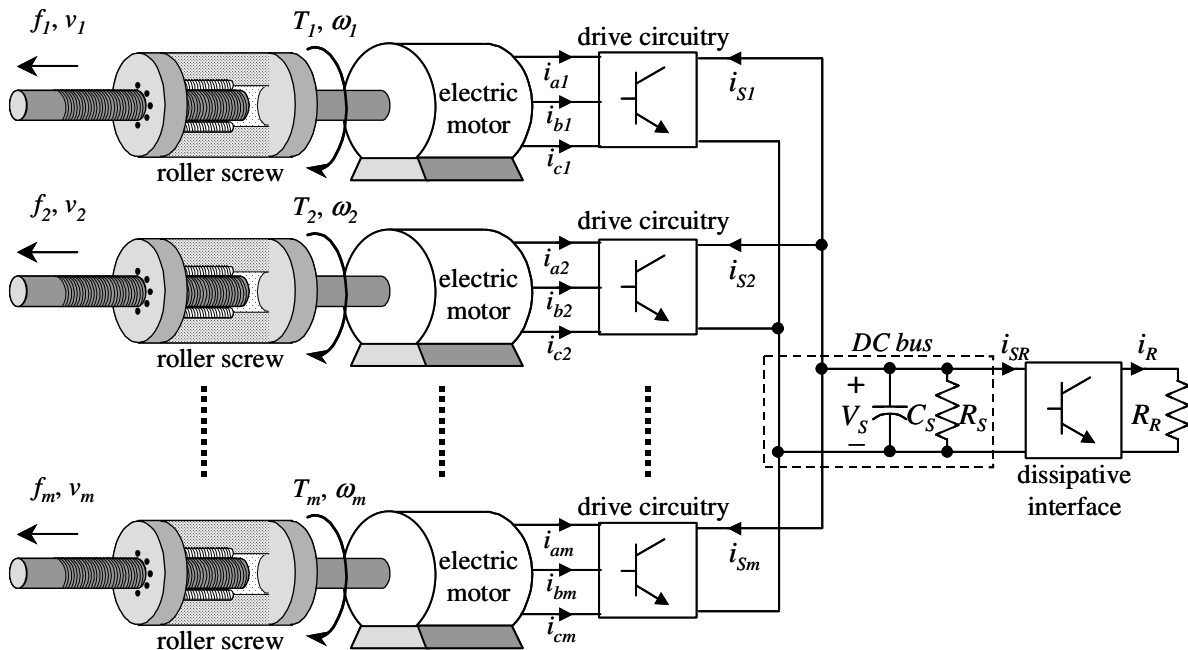 f1, v1
T1, ω1
drive circuitry
electric
motor
ia1
ib1
ic1
iS1
roller screw
f2, v2
T2, ω2
drive circuitry
electric
motor
ia2
ib2
ic2
iS2
roller screw
DC bus
iSR
iR
+
VS
CS
RS
RR
−
dissipative
interface
fm, vm
Tm, ωm
drive circuitry
electric
motor
iam
ibm
icm
iSm
roller screw